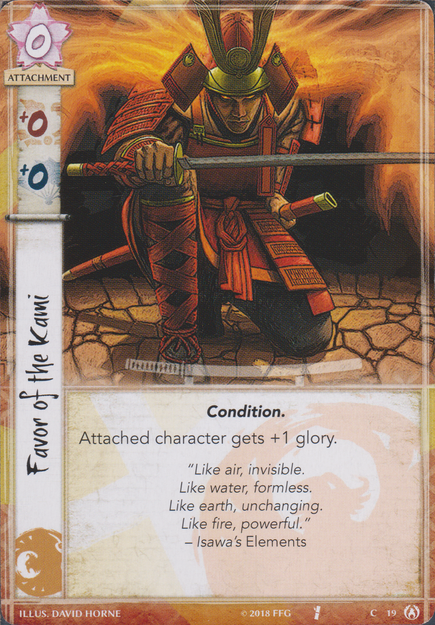 0
ATTACHMENT
+0
+0
Favor of the Kami
Condition.
Attached character gets +1 glory.
“Like air, invisible.
Like water, formless.
Like earth, unchanging.
Like fire, powerful.”
– Isawa’s Elements
ILLUS. DAVID HORNE
© 2018 FFG
C 19